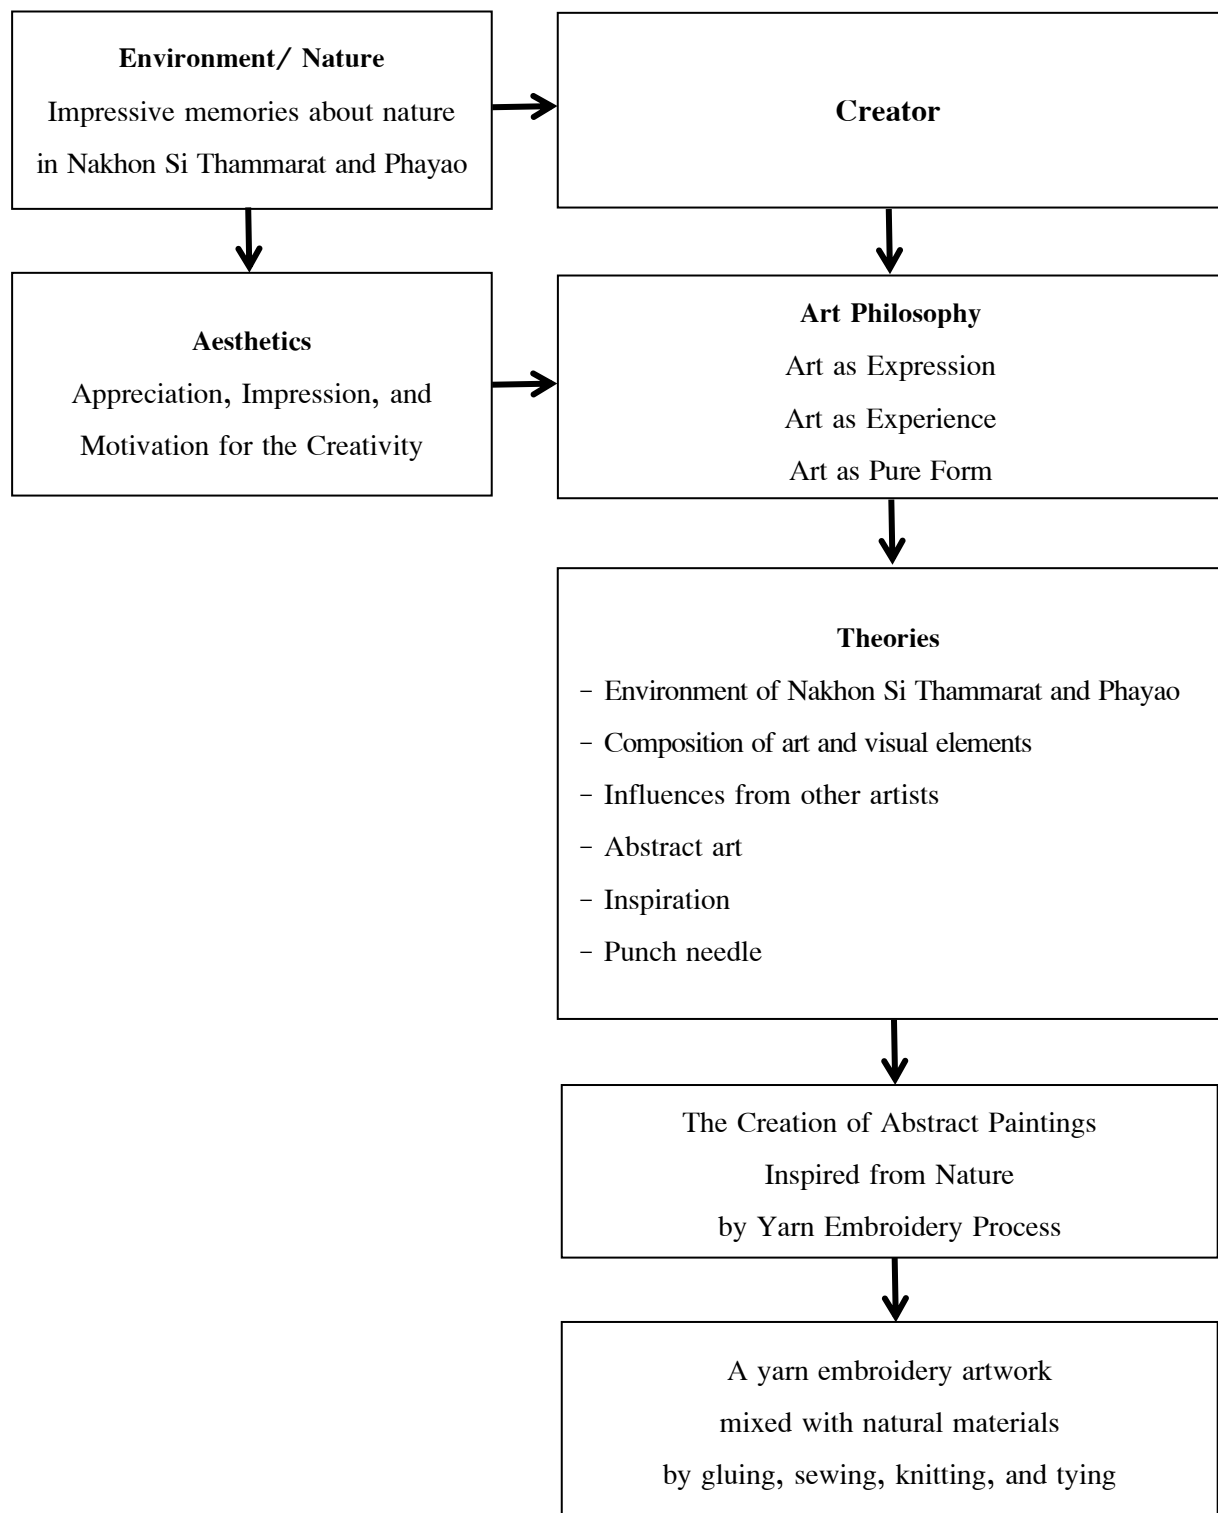 Environment/ Nature
Impressive memories about nature
in Nakhon Si Thammarat and Phayao
Creator
Aesthetics
Appreciation, Impression, and
Motivation for the Creativity
Art Philosophy
Art as Expression
Art as Experience
Art as Pure Form
Theories
- Environment of Nakhon Si Thammarat and Phayao
- Composition of art and visual elements
- Influences from other artists
- Abstract art
- Inspiration
- Punch needle
The Creation of Abstract Paintings
Inspired from Nature
by Yarn Embroidery Process
A yarn embroidery artwork
mixed with natural materials
by gluing, sewing, knitting, and tying